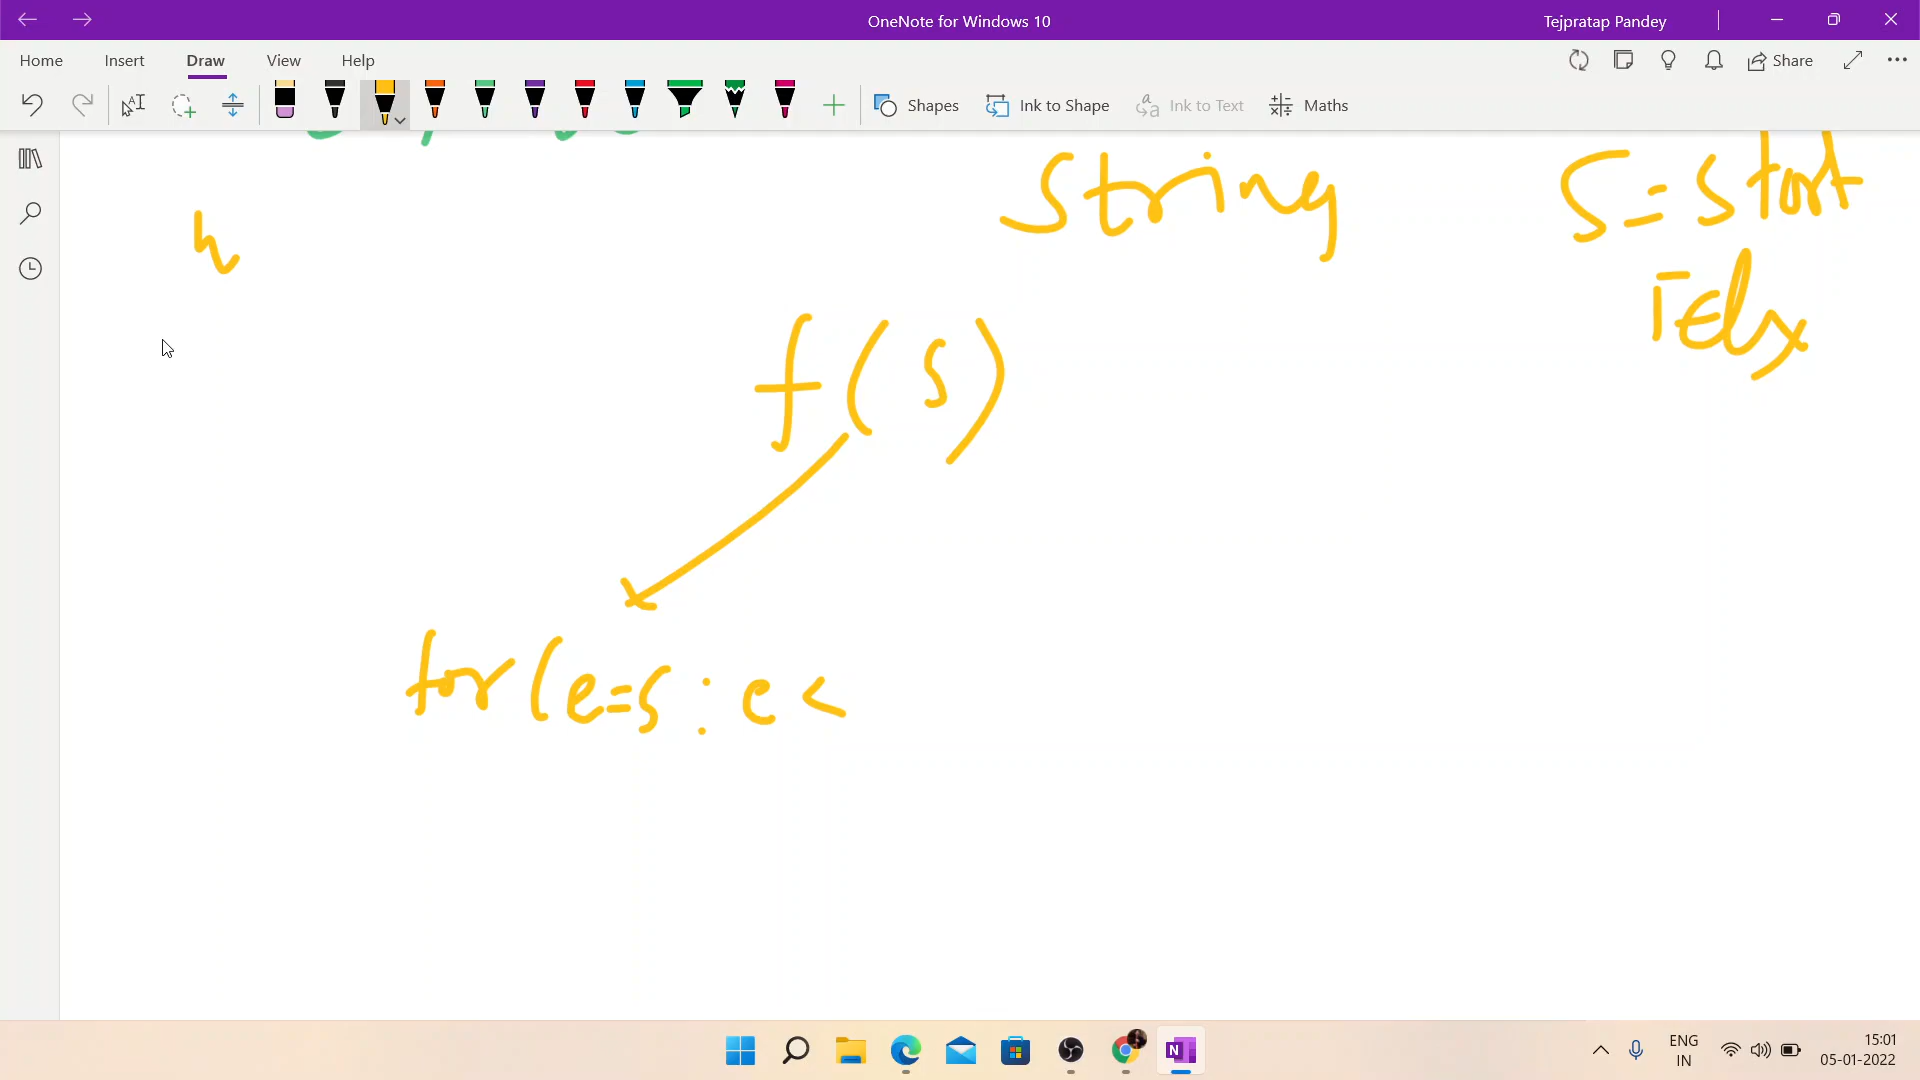 OneNote for Windows 10
Tejpratap Pandey
Home Insert Draw View Help
Share
Shapes Ink to Shape Ink to Text Maths
String
S = Start
Idx
n
f(s)
for(e=s ; e <
ENG
IN
15:01
05-01-2022